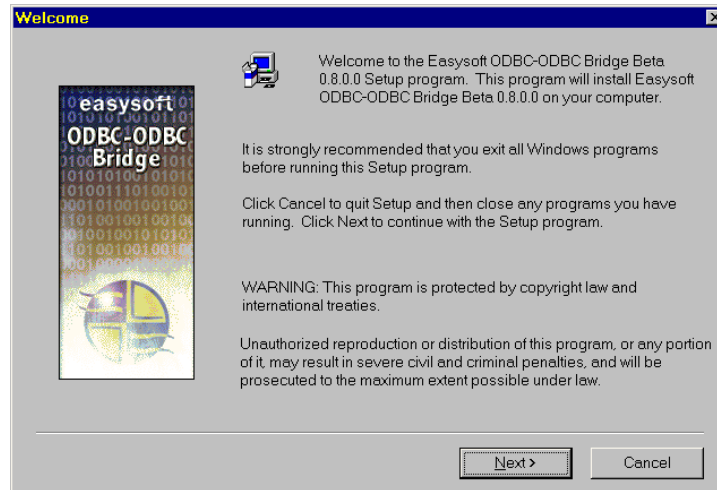 Welcome
Welcome to the Easysoft ODBC-ODBC Bridge Beta
0.8.0.0 Setup program. This program will install Easysoft
ODBC-ODBC Bridge Beta 0.8.0.0 on your computer.
easysoft
ODBC-ODBC
Bridge
It is strongly recommended that you exit all Windows programs
before running this Setup program.
Click Cancel to quit Setup and then close any programs you have
running. Click Next to continue with the Setup program.
WARNING: This program is protected by copyright law and
international treaties.
Unauthorized reproduction or distribution of this program, or any portion
of it, may result in severe civil and criminal penalties, and will be
prosecuted to the maximum extent possible under law.
Next >
Cancel